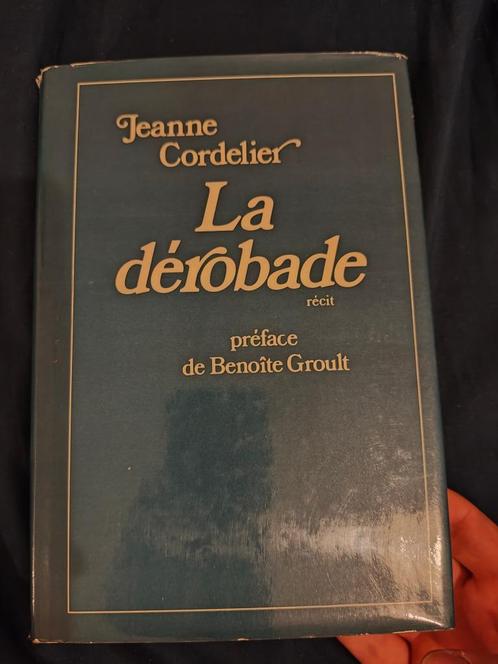 Jeanne
Cordelier
La
dérobade
récit
préface
de Benoîte Groult